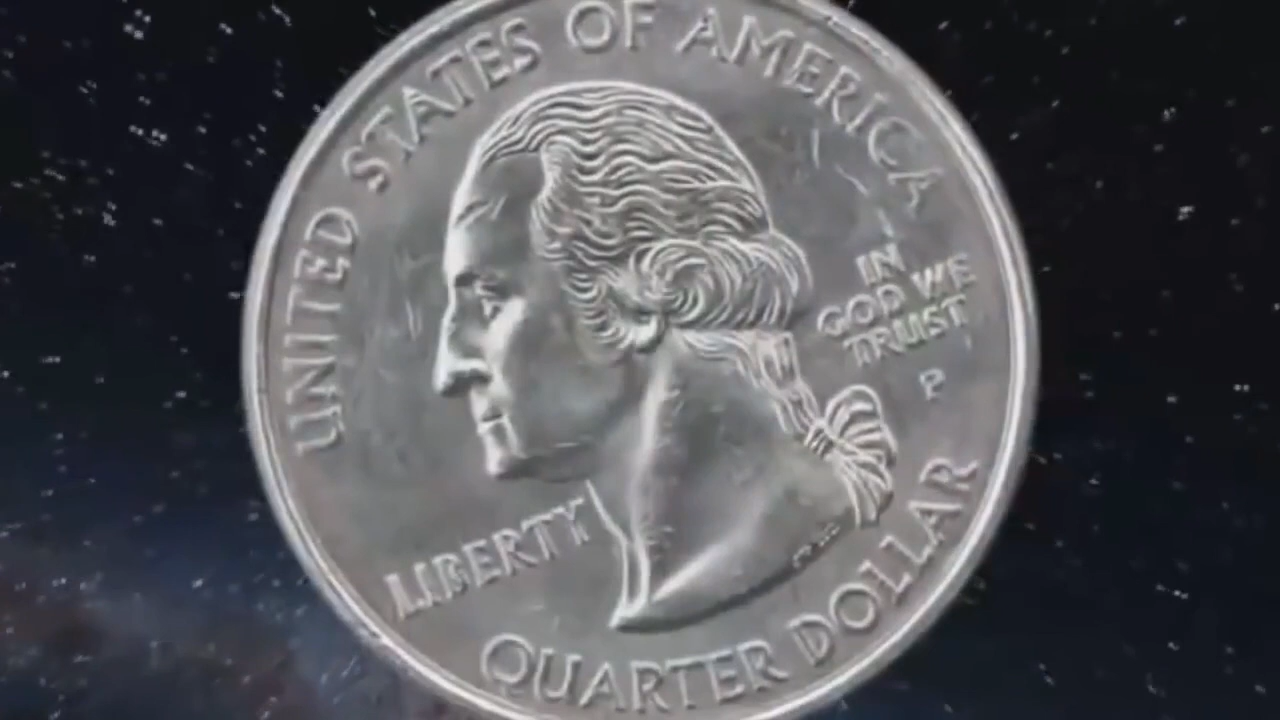 UNITED STATES OF AMERICA
LIBERTY
IN
GOD WE
TRUST
P
QUARTER DOLLAR